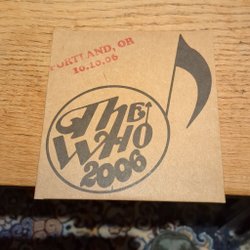 PORTLAND, OR
10.10.06
THE
WHO
2006